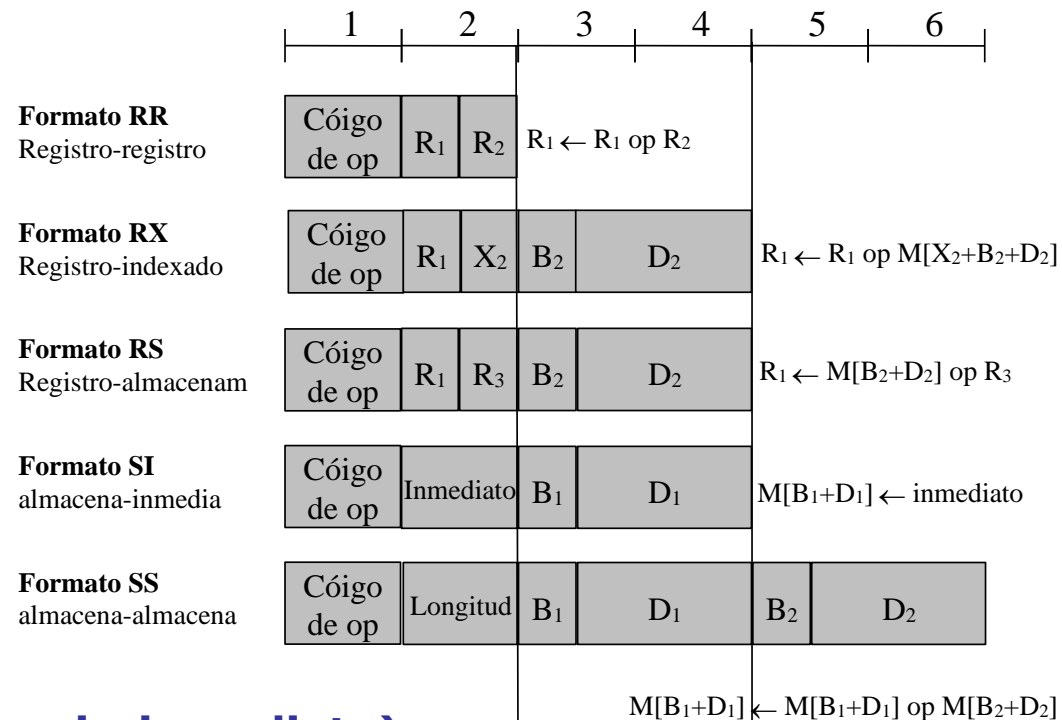 1 2 3 4 5 6
Formato RR
Registro-registro
Cóigo
de op
R1 R2
R1 ← R1 op R2
Formato RX
Registro-indexado
Cóigo
de op
R1 X2 B2 D2
R1 ← R1 op M[X2+B2+D2]
Formato RS
Registro-almacenam
Cóigo
de op
R1 R3 B2 D2
R1 ← M[B2+D2] op R3
Formato SI
almacena-inmedia
Cóigo
de op
Inmediato B1 D1
M[B1+D1] ← inmediato
Formato SS
almacena-almacena
Cóigo
de op
Longitud B1 D1 B2 D2
M[B1+D1] ← M[B1+D1] op M[B2+D2]